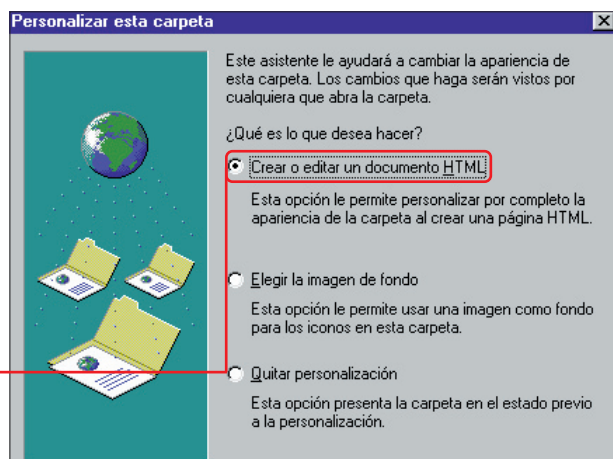 Personalizar esta carpeta
Este asistente le ayudará a cambiar la apariencia de
esta carpeta. Los cambios que haga serán vistos por
cualquiera que abra la carpeta.
¿Qué es lo que desea hacer?
Crear o editar un documento HTML
Esta opción le permite personalizar por completo la
apariencia de la carpeta al crear una página HTML.
Elegir la imagen de fondo
Esta opción le permite usar una imagen como fondo
para los iconos en esta carpeta.
Quitar personalización
Esta opción presenta la carpeta en el estado previo
a la personalización.